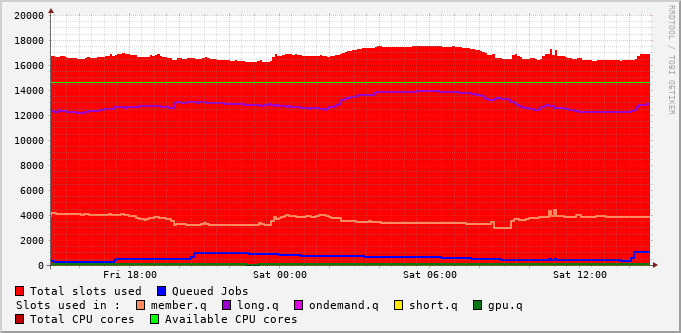 20000
18000
16000
14000
12000
10000
8000
6000
4000
2000
0
Fri 18:00 Sat 00:00 Sat 06:00 Sat 12:00
RRDTOOL / TOBI OETIKER
Total slots used Queued Jobs
Slots used in : member.q long.q ondemand.q short.q gpu.q
Total CPU cores Available CPU cores